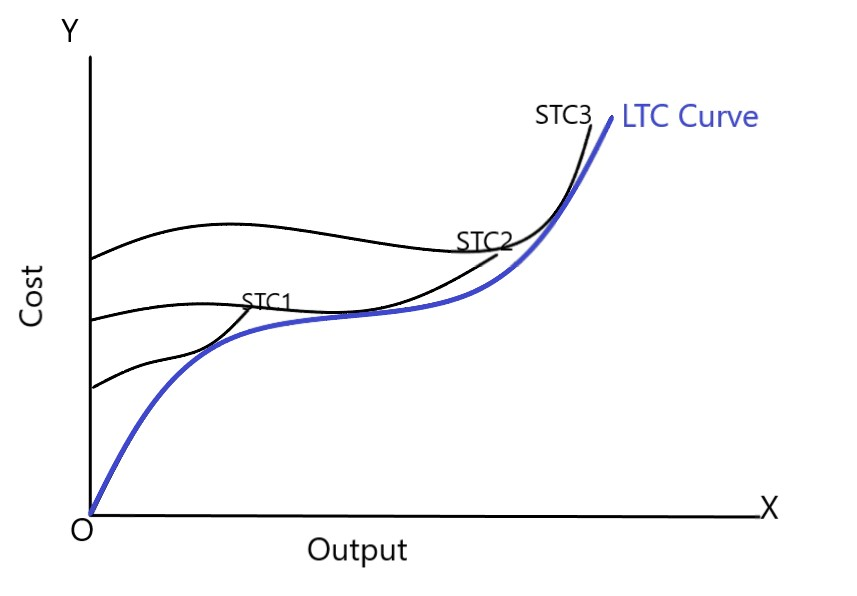 Y
STC3
LTC Curve
STC2
STC1
Cost
O
X
Output